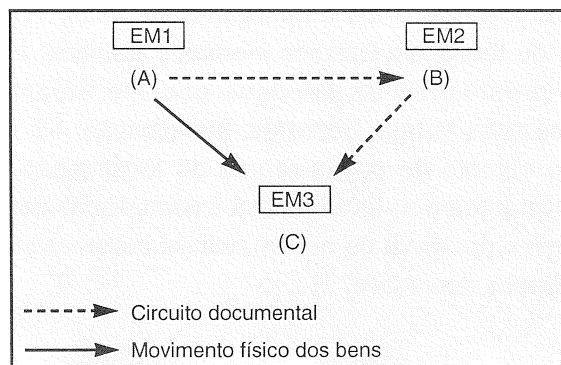 EM1 EM2
(A) (B)
EM3
(C)
Circuito documental
Movimento físico dos bens